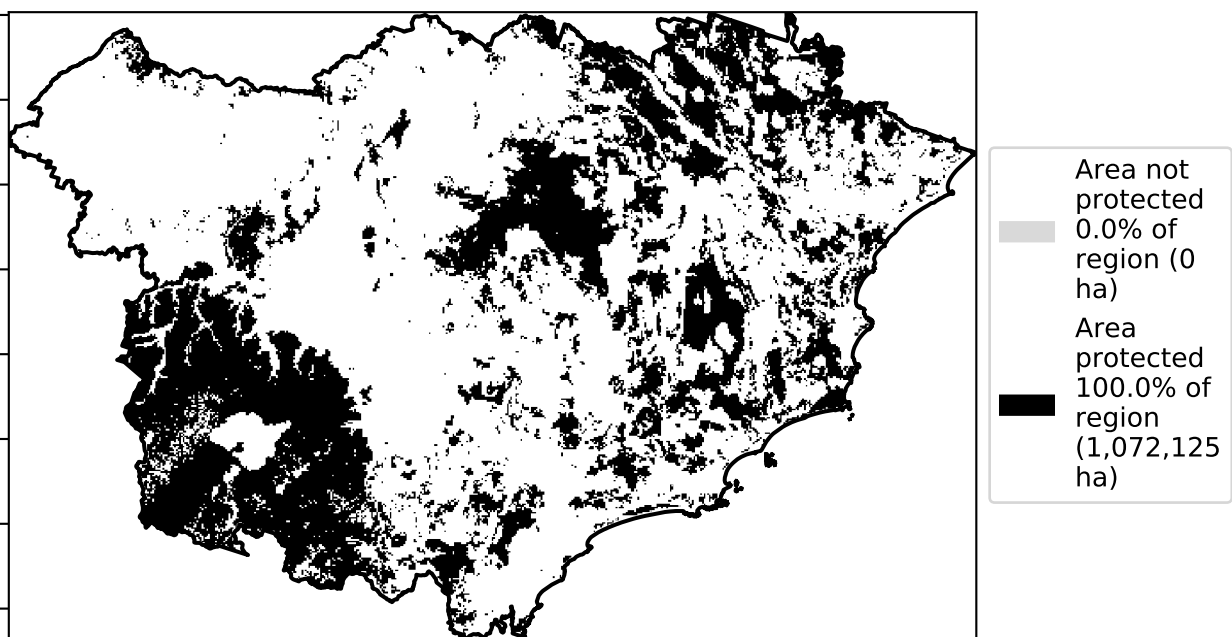 Area not
protected
0.0% of
region (0
ha)
Area
protected
100.0% of
region
(1,072,125
ha)